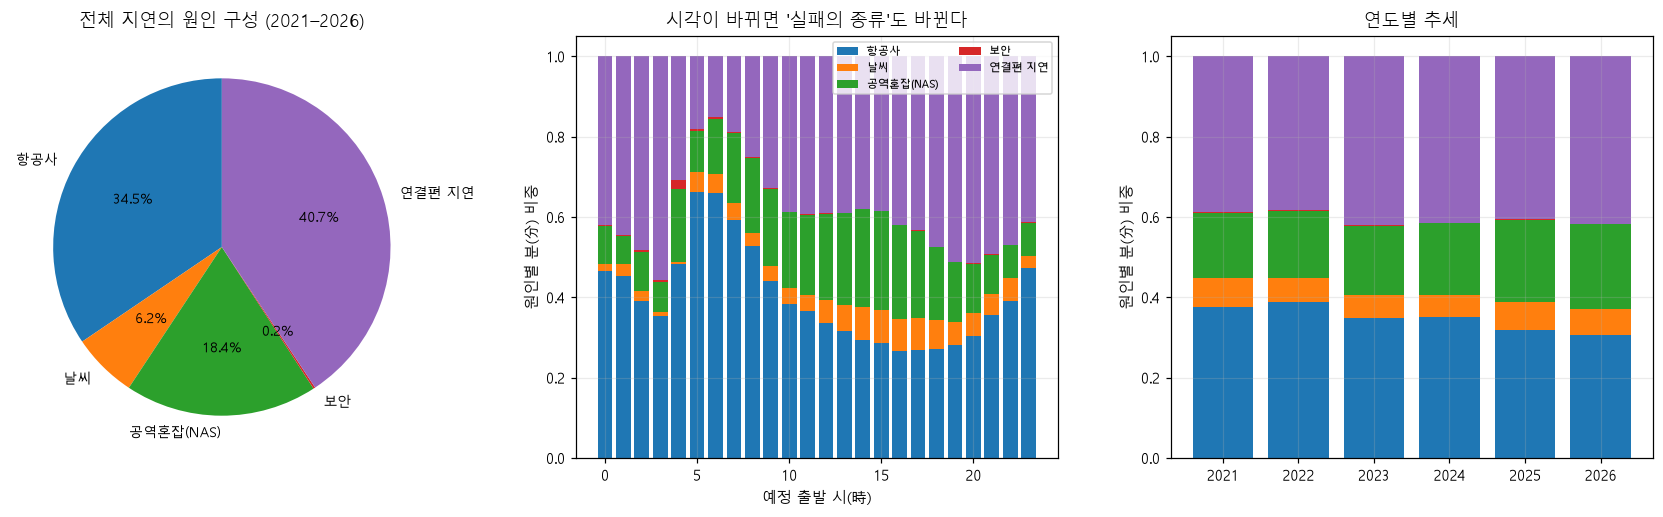 전체 지연의 원인 구성 (2021–2026)
항공사
34.5%
날씨
6.2%
공역혼잡(NAS)
18.4%
보안
0.2%
연결편 지연
40.7%
시각이 바뀌면 '실패의 종류'도 바뀐다
원인별 분(分) 비중
1.0
0.8
0.6
0.4
0.2
0.0
항공사
날씨
공역혼잡(NAS)
보안
연결편 지연
0 5 10 15 20
예정 출발 시(時)
연도별 추세
원인별 분(分) 비중
1.0
0.8
0.6
0.4
0.2
0.0
2021 2022 2023 2024 2025 2026